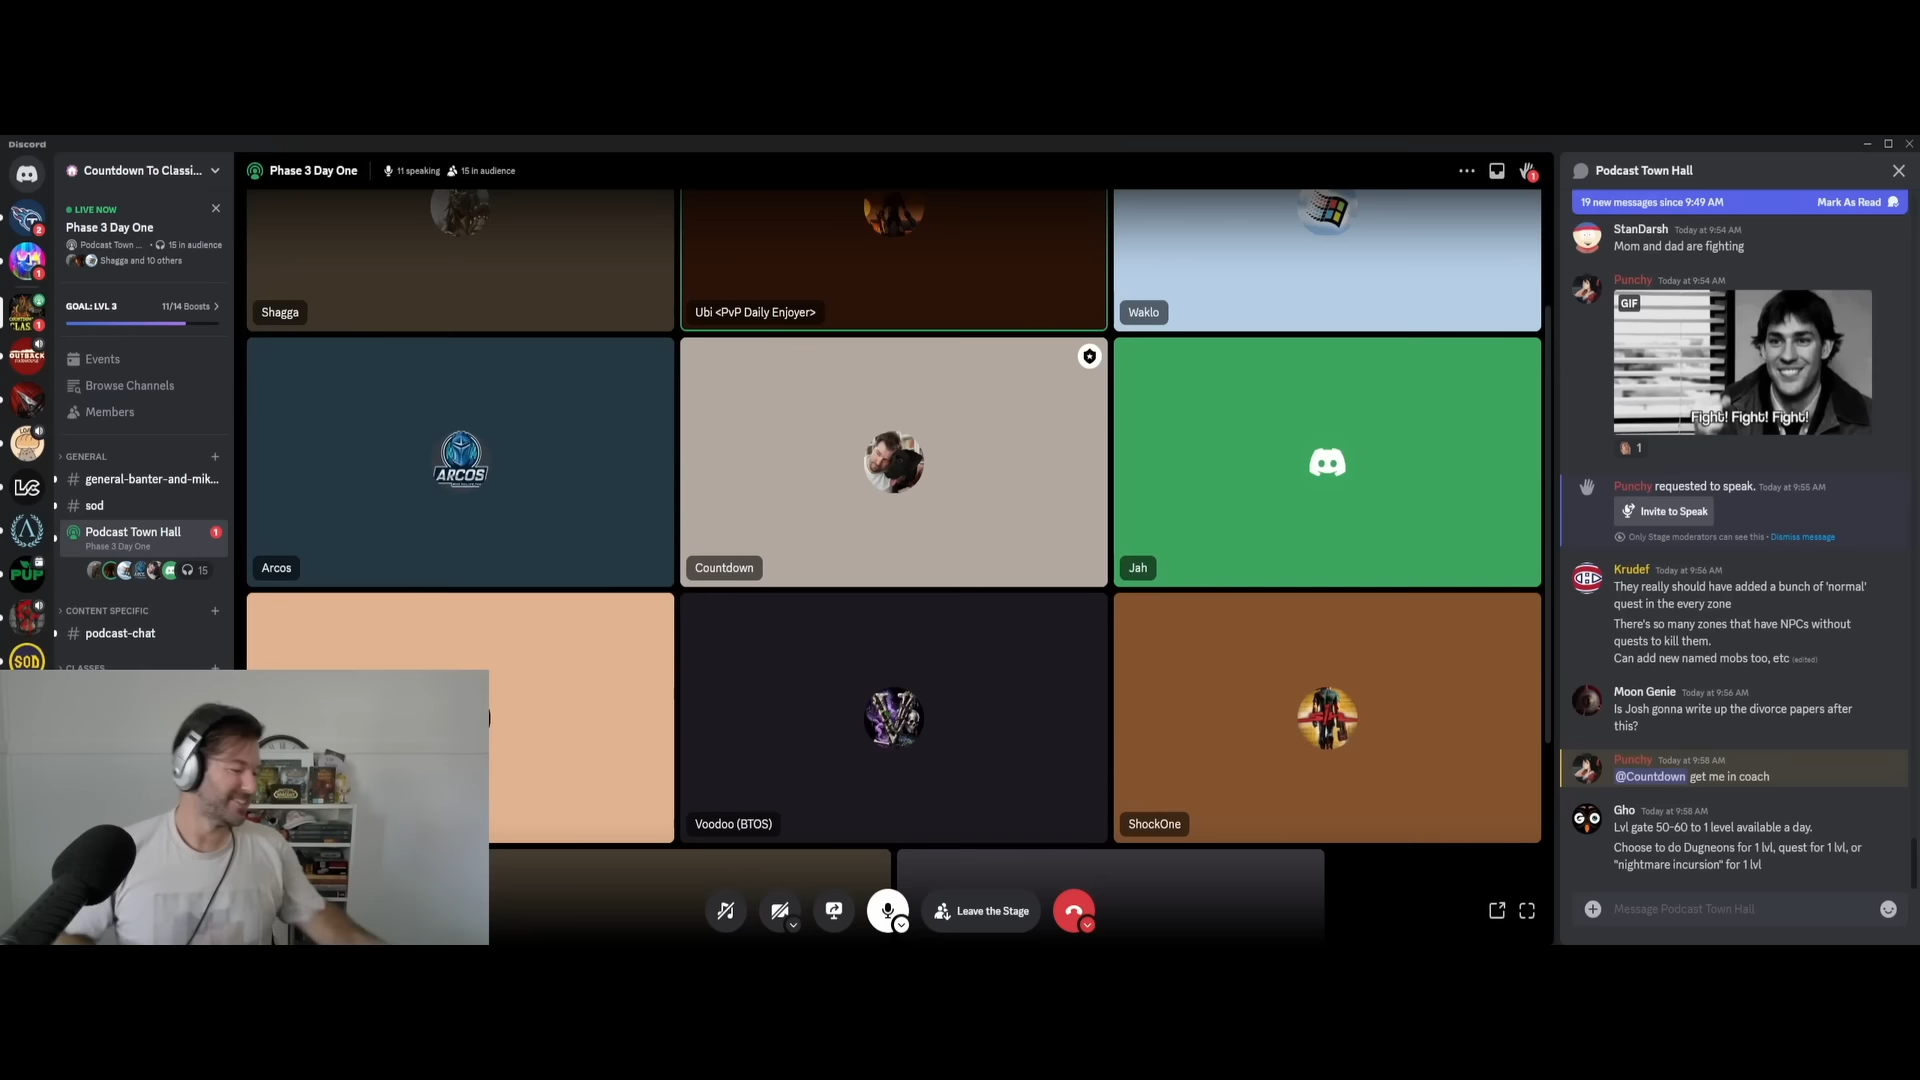 Discord
Countdown To Classi...
LIVE NOW
Phase 3 Day One
Podcast Town ... • 15 in audience
Shagga and 10 others
GOAL: LVL 3 11/14 Boosts
Events
Browse Channels
Members
GENERAL
general-banter-and-mik...
sod
Podcast Town Hall 1
Phase 3 Day One
15
CONTENT SPECIFIC
podcast-chat
CLASSES
2
1
1
OUTBACK
PUP
SOD
Phase 3 Day One 11 speaking 15 in audience
1
Shagga
Ubi <PvP Daily Enjoyer>
Waklo
ARCOS
Arcos
Countdown
Jah
Voodoo (BTOS)
ShockOne
Leave the Stage
Podcast Town Hall
19 new messages since 9:49 AM Mark As Read
StanDarsh Today at 9:54 AM
Mom and dad are fighting
Punchy Today at 9:54 AM
GIF
Fight! Fight! Fight!
1
Punchy requested to speak. Today at 9:55 AM
Invite to Speak
Only Stage moderators can see this • Dismiss message
Krudef Today at 9:56 AM
They really should have added a bunch of 'normal'
quest in the every zone
There's so many zones that have NPCs without
quests to kill them.
Can add new named mobs too, etc (edited)
Moon Genie Today at 9:56 AM
Is Josh gonna write up the divorce papers after
this?
Punchy Today at 9:58 AM
@Countdown get me in coach
Gho Today at 9:58 AM
Lvl gate 50-60 to 1 level available a day.
Choose to do Dugneons for 1 lvl, quest for 1 lvl, or
"nightmare incursion" for 1 lvl
Message Podcast Town Hall